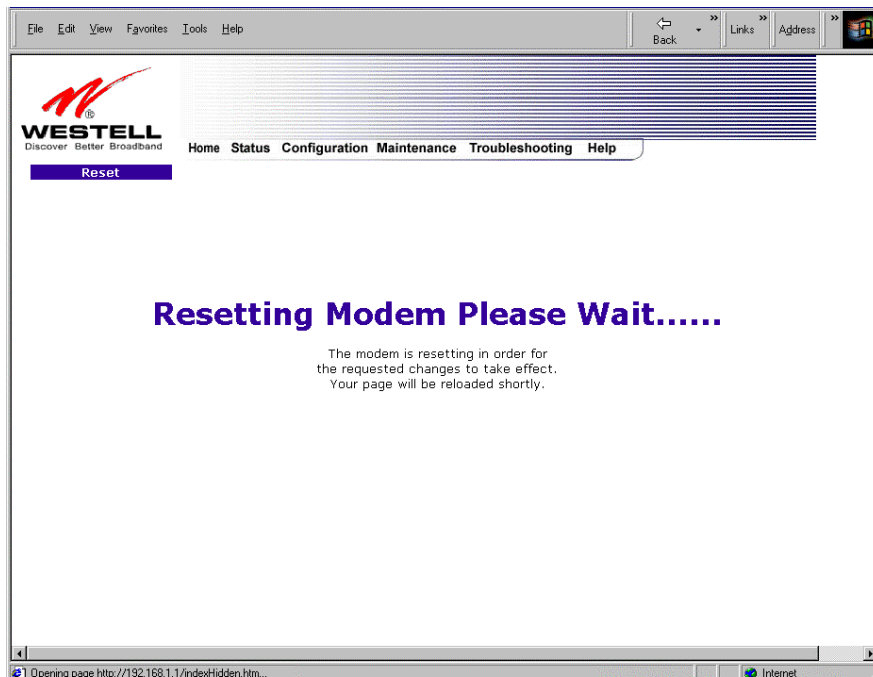 File Edit View Favorites Tools Help
Back
» Links » Address »
®
WESTELL
Discover Better Broadband
Home Status Configuration Maintenance Troubleshooting Help
Reset
Resetting Modem Please Wait......
The modem is resetting in order for
the requested changes to take effect.
Your page will be reloaded shortly.
Opening page http://192.168.1.1/indexHidden.htm...
Internet